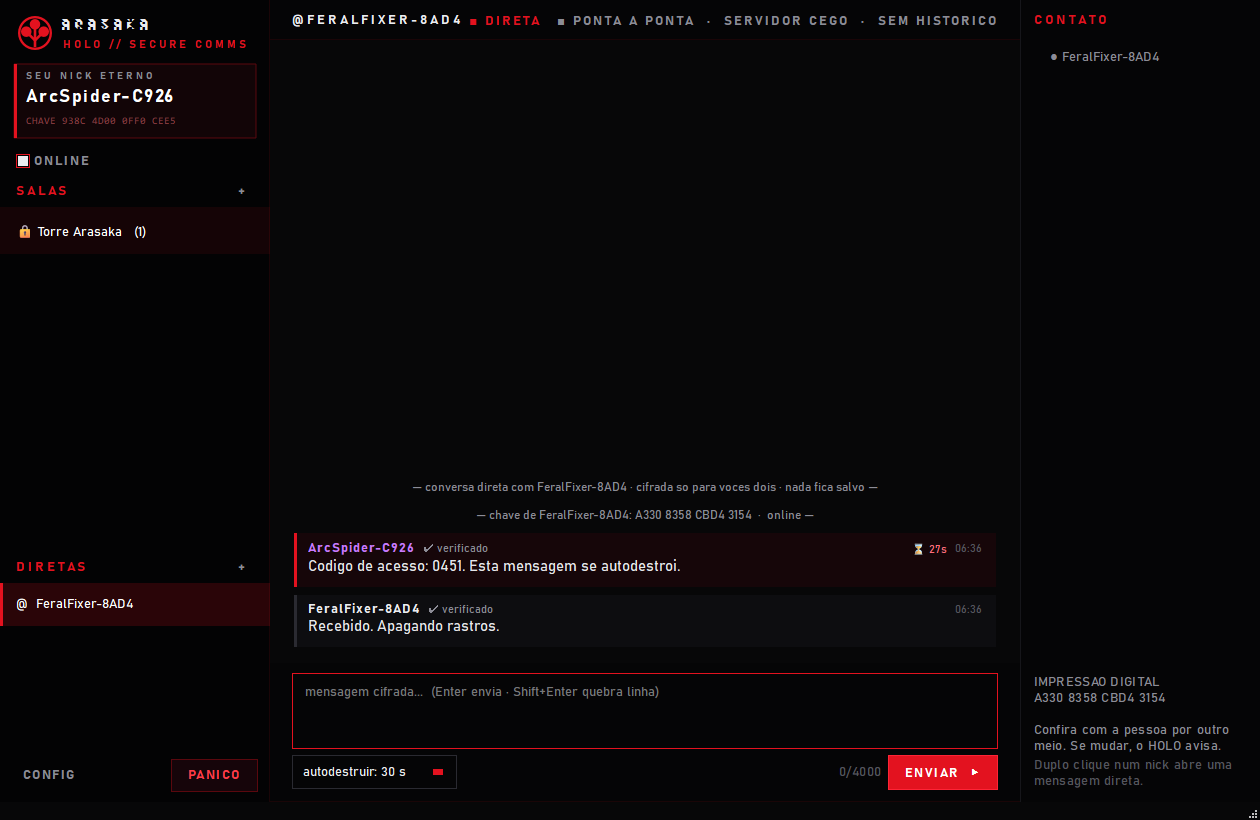 arasaka
HOLO // SECURE COMMS
SEU NICK ETERNO
ArcSpider-C926
CHAVE 938C 4D00 0FF0 CEE5
ONLINE
SALAS +
Torre Arasaka (1)
DIRETAS +
@ FeralFixer-8AD4
CONFIG
PANICO
@FERALFIXER-8AD4 ■ DIRETA ■ PONTA A PONTA · SERVIDOR CEGO · SEM HISTORICO
— conversa direta com FeralFixer-8AD4 · cifrada so para voces dois · nada fica salvo —
— chave de FeralFixer-8AD4: A330 8358 CBD4 3154 · online —
ArcSpider-C926 ✓ verificado ⏳ 27s 06:36
Codigo de acesso: 0451. Esta mensagem se autodestroi.
FeralFixer-8AD4 ✓ verificado 06:36
Recebido. Apagando rastros.
mensagem cifrada... (Enter envia · Shift+Enter quebra linha)
autodestruir: 30 s
0/4000
ENVIAR ►
CONTATO
● FeralFixer-8AD4
IMPRESSAO DIGITAL
A330 8358 CBD4 3154
Confira com a pessoa por outro
meio. Se mudar, o HOLO avisa.
Duplo clique num nick abre uma
mensagem direta.